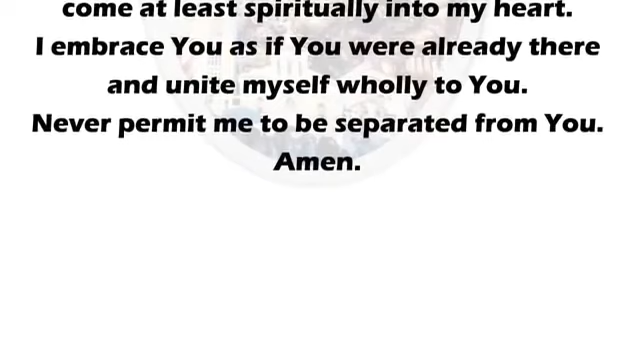 come at least spiritually into my heart.
I embrace You as if You were already there
and unite myself wholly to You.
Never permit me to be separated from You.
Amen.